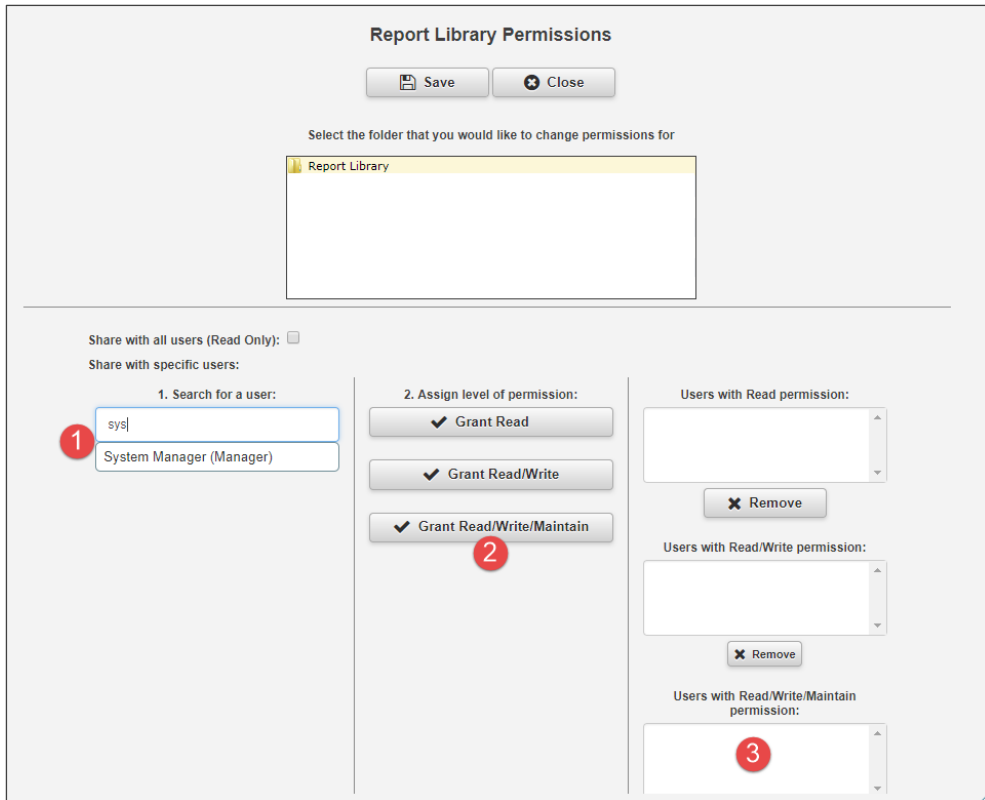 Report Library Permissions
Save
Close
Select the folder that you would like to change permissions for
Report Library
Share with all users (Read Only):
Share with specific users:
1. Search for a user:
sys
System Manager (Manager)
1
2. Assign level of permission:
Grant Read
Grant Read/Write
Grant Read/Write/Maintain
2
Users with Read permission:
Remove
Users with Read/Write permission:
Remove
Users with Read/Write/Maintain
permission:
3